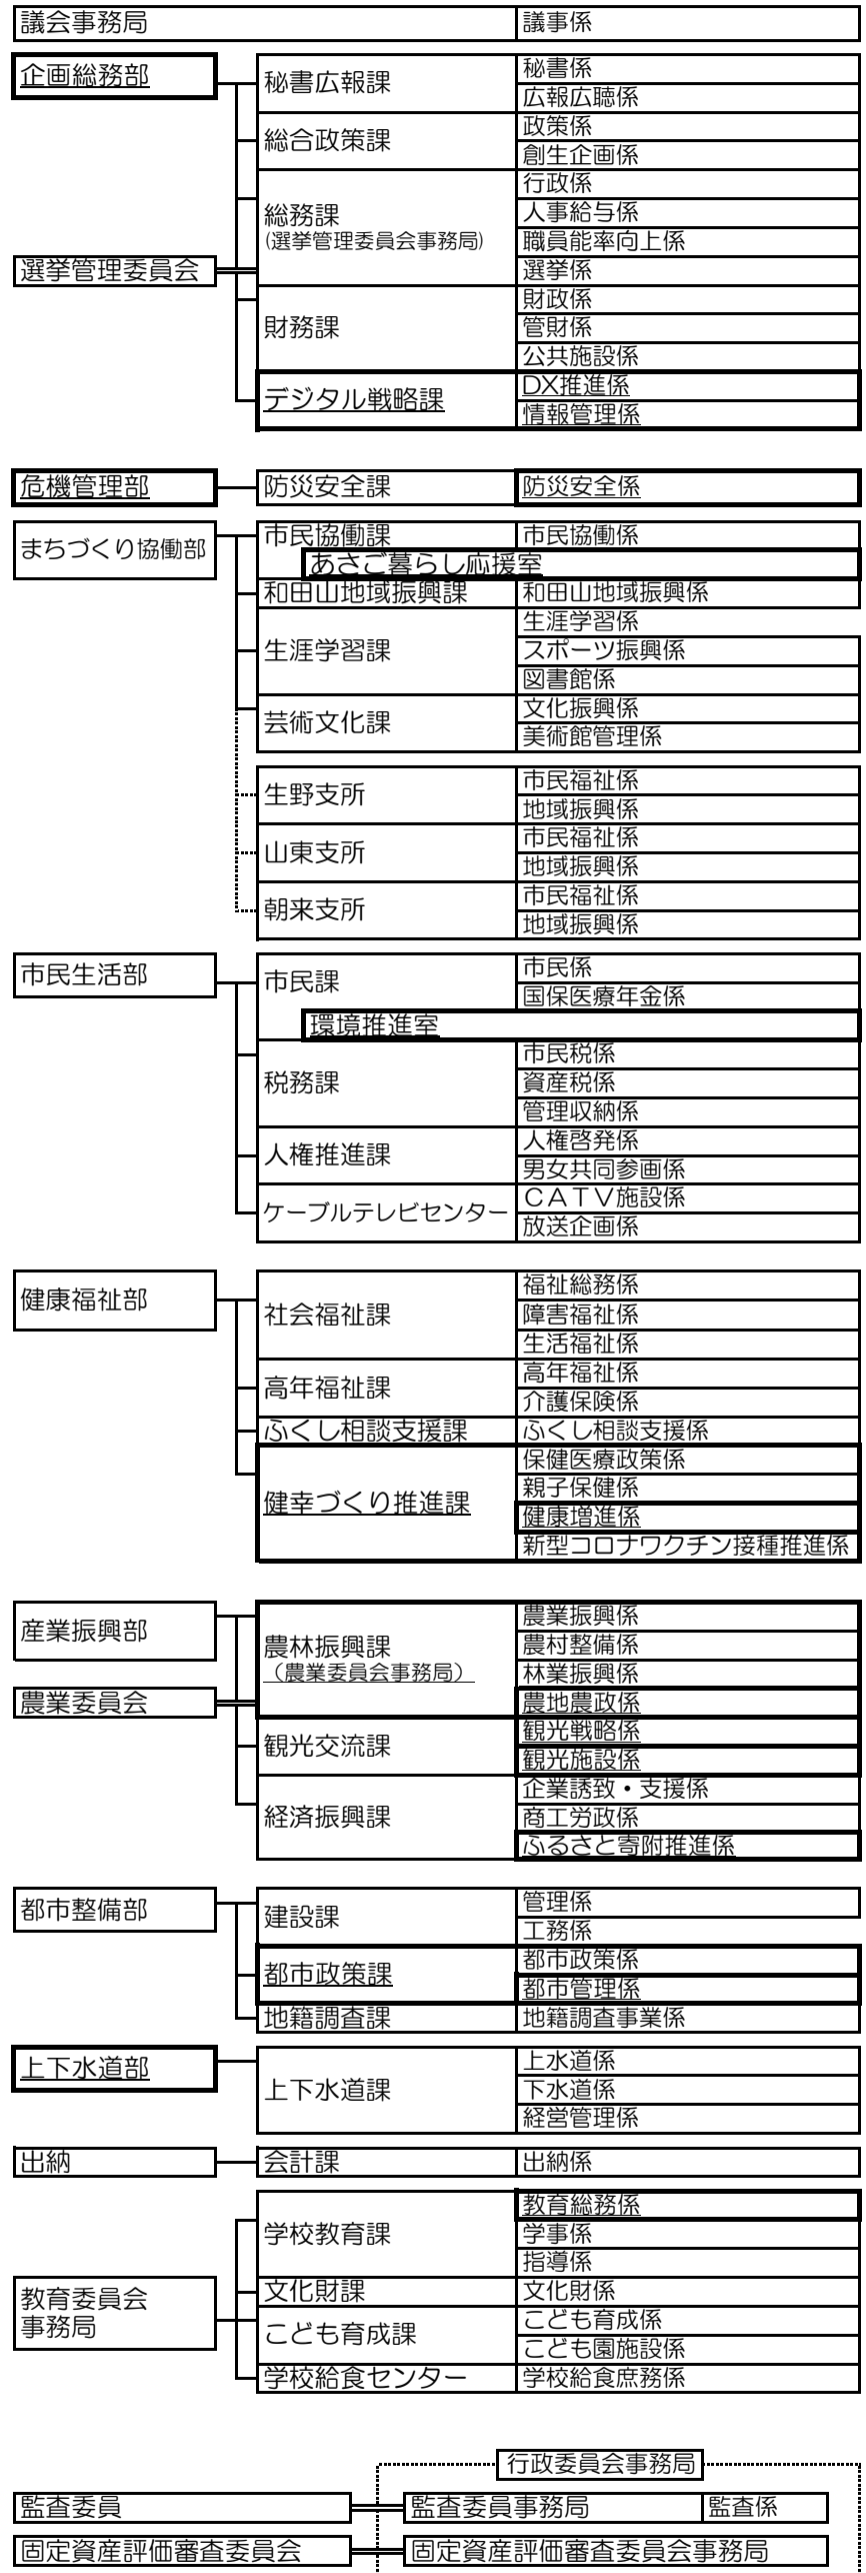 議会事務局 議事係
企画総務部 秘書広報課 秘書係
広報広聴係
総合政策課 政策係
創生企画係
総務課 行政係
(選挙管理委員会事務局) 人事給与係
職員能率向上係
選挙管理委員会 選挙係
財務課 財政係
管財係
公共施設係
デジタル戦略課 DX推進係
情報管理係
危機管理部 防災安全課 防災安全係
まちづくり協働部 市民協働課 市民協働係
あさご暮らし応援室
和田山地域振興課 和田山地域振興係
生涯学習課 生涯学習係
スポーツ振興係
図書館係
芸術文化課 文化振興係
美術館管理係
生野支所 市民福祉係
地域振興係
山東支所 市民福祉係
地域振興係
朝来支所 市民福祉係
地域振興係
市民生活部 市民課 市民係
国保医療年金係
環境推進室
税務課 市民税係
資産税係
管理収納係
人権推進課 人権啓発係
男女共同参画係
ケーブルテレビセンター CATV施設係
放送企画係
健康福祉部 社会福祉課 福祉総務係
障害福祉係
生活福祉係
高年福祉課 高年福祉係
介護保険係
ふくし相談支援課 ふくし相談支援係
健幸づくり推進課 保健医療政策係
親子保健係
健康増進係
新型コロナワクチン接種推進係
産業振興部 農林振興課 農業振興係
(農業委員会事務局) 農村整備係
林業振興係
農業委員会 農地農政係
観光交流課 観光戦略係
観光施設係
経済振興課 企業誘致・支援係
商工労政係
ふるさと寄附推進係
都市整備部 建設課 管理係
工務係
都市政策課 都市政策係
都市管理係
地籍調査課 地籍調査事業係
上下水道部 上下水道課 上水道係
下水道係
経営管理係
出納 会計課 出納係
学校教育課 教育総務係
学事係
指導係
教育委員会 文化財課 文化財係
事務局 こども育成課 こども育成係
こども園施設係
学校給食センター 学校給食庶務係
行政委員会事務局
監査委員 監査委員事務局 監査係
固定資産評価審査委員会 固定資産評価審査委員会事務局